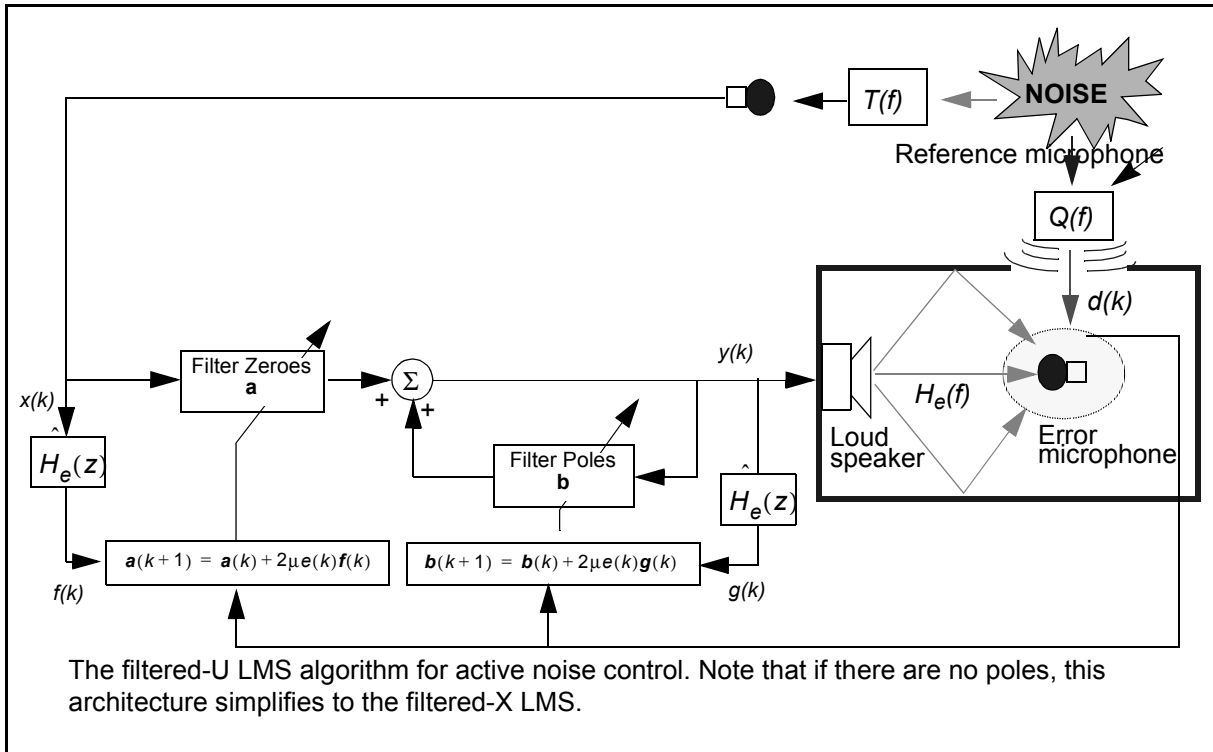 NOISE
T(f)
Reference microphone
Q(f)
d(k)
Filter Zeroes
a
Σ
+
+
y(k)
x(k)
Ĥe(z)
Filter Poles
b
Ĥe(z)
He(f)
Loud
speaker
Error
microphone
a(k+1) = a(k)+2μe(k)f(k)
b(k+1) = b(k)+2μe(k)g(k)
f(k)
g(k)
The filtered-U LMS algorithm for active noise control. Note that if there are no poles, this
architecture simplifies to the filtered-X LMS.